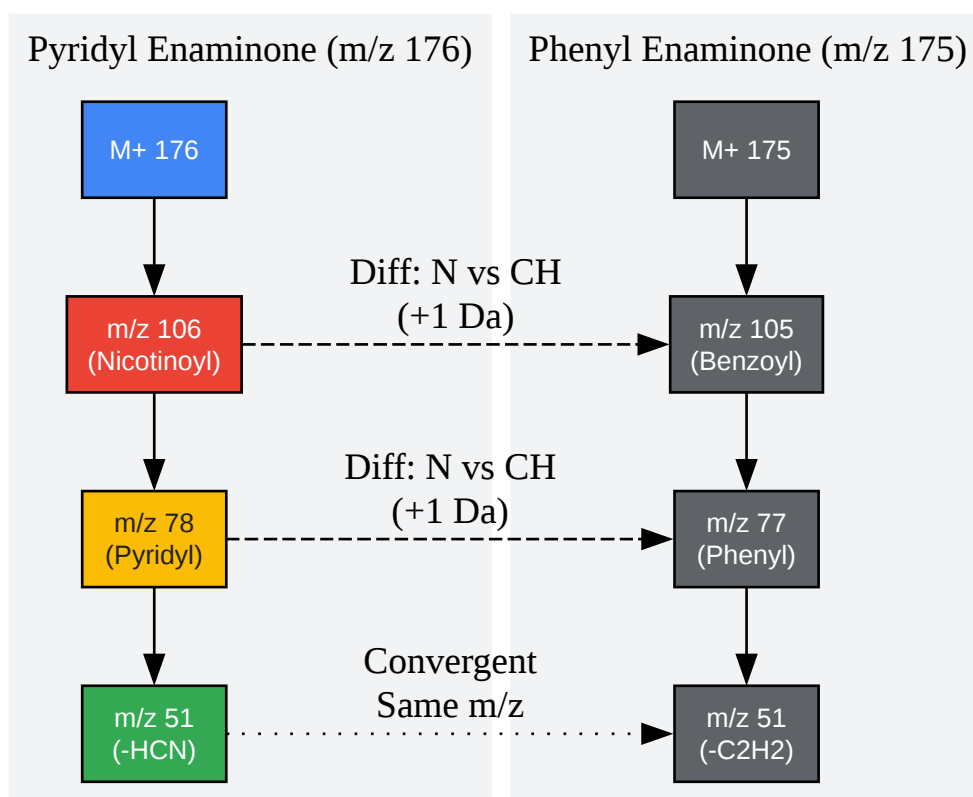 Pyridyl Enaminone (m/z 176)
Phenyl Enaminone (m/z 175)
M+ 176
M+ 175
Diff: N vs CH
(+1 Da)
m/z 106
(Nicotinoyl)
m/z 105
(Benzoyl)
Diff: N vs CH
(+1 Da)
m/z 78
(Pyridyl)
m/z 77
(Phenyl)
Convergent
Same m/z
m/z 51
(-HCN)
m/z 51
(-C2H2)